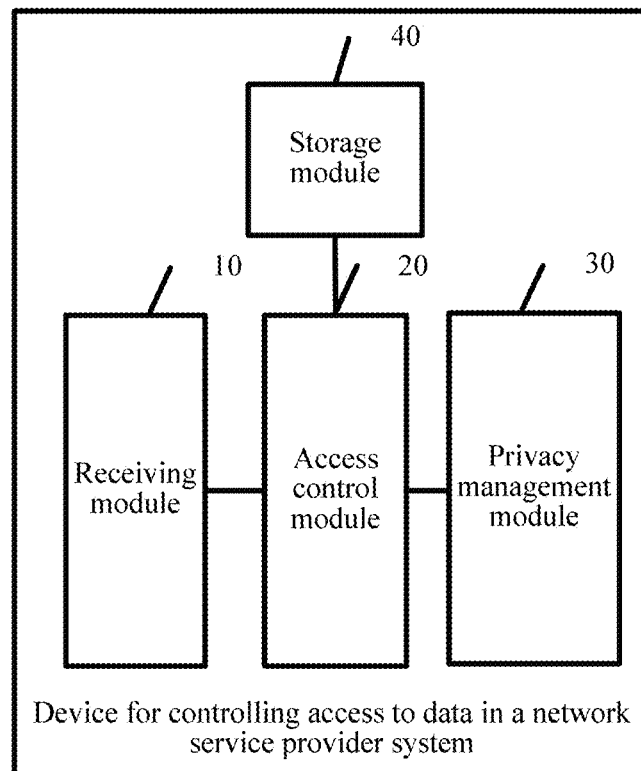 40
Storage
module
10
20
30
Receiving
module
Access
control
module
Privacy
management
module
Device for controlling access to data in a network
service provider system